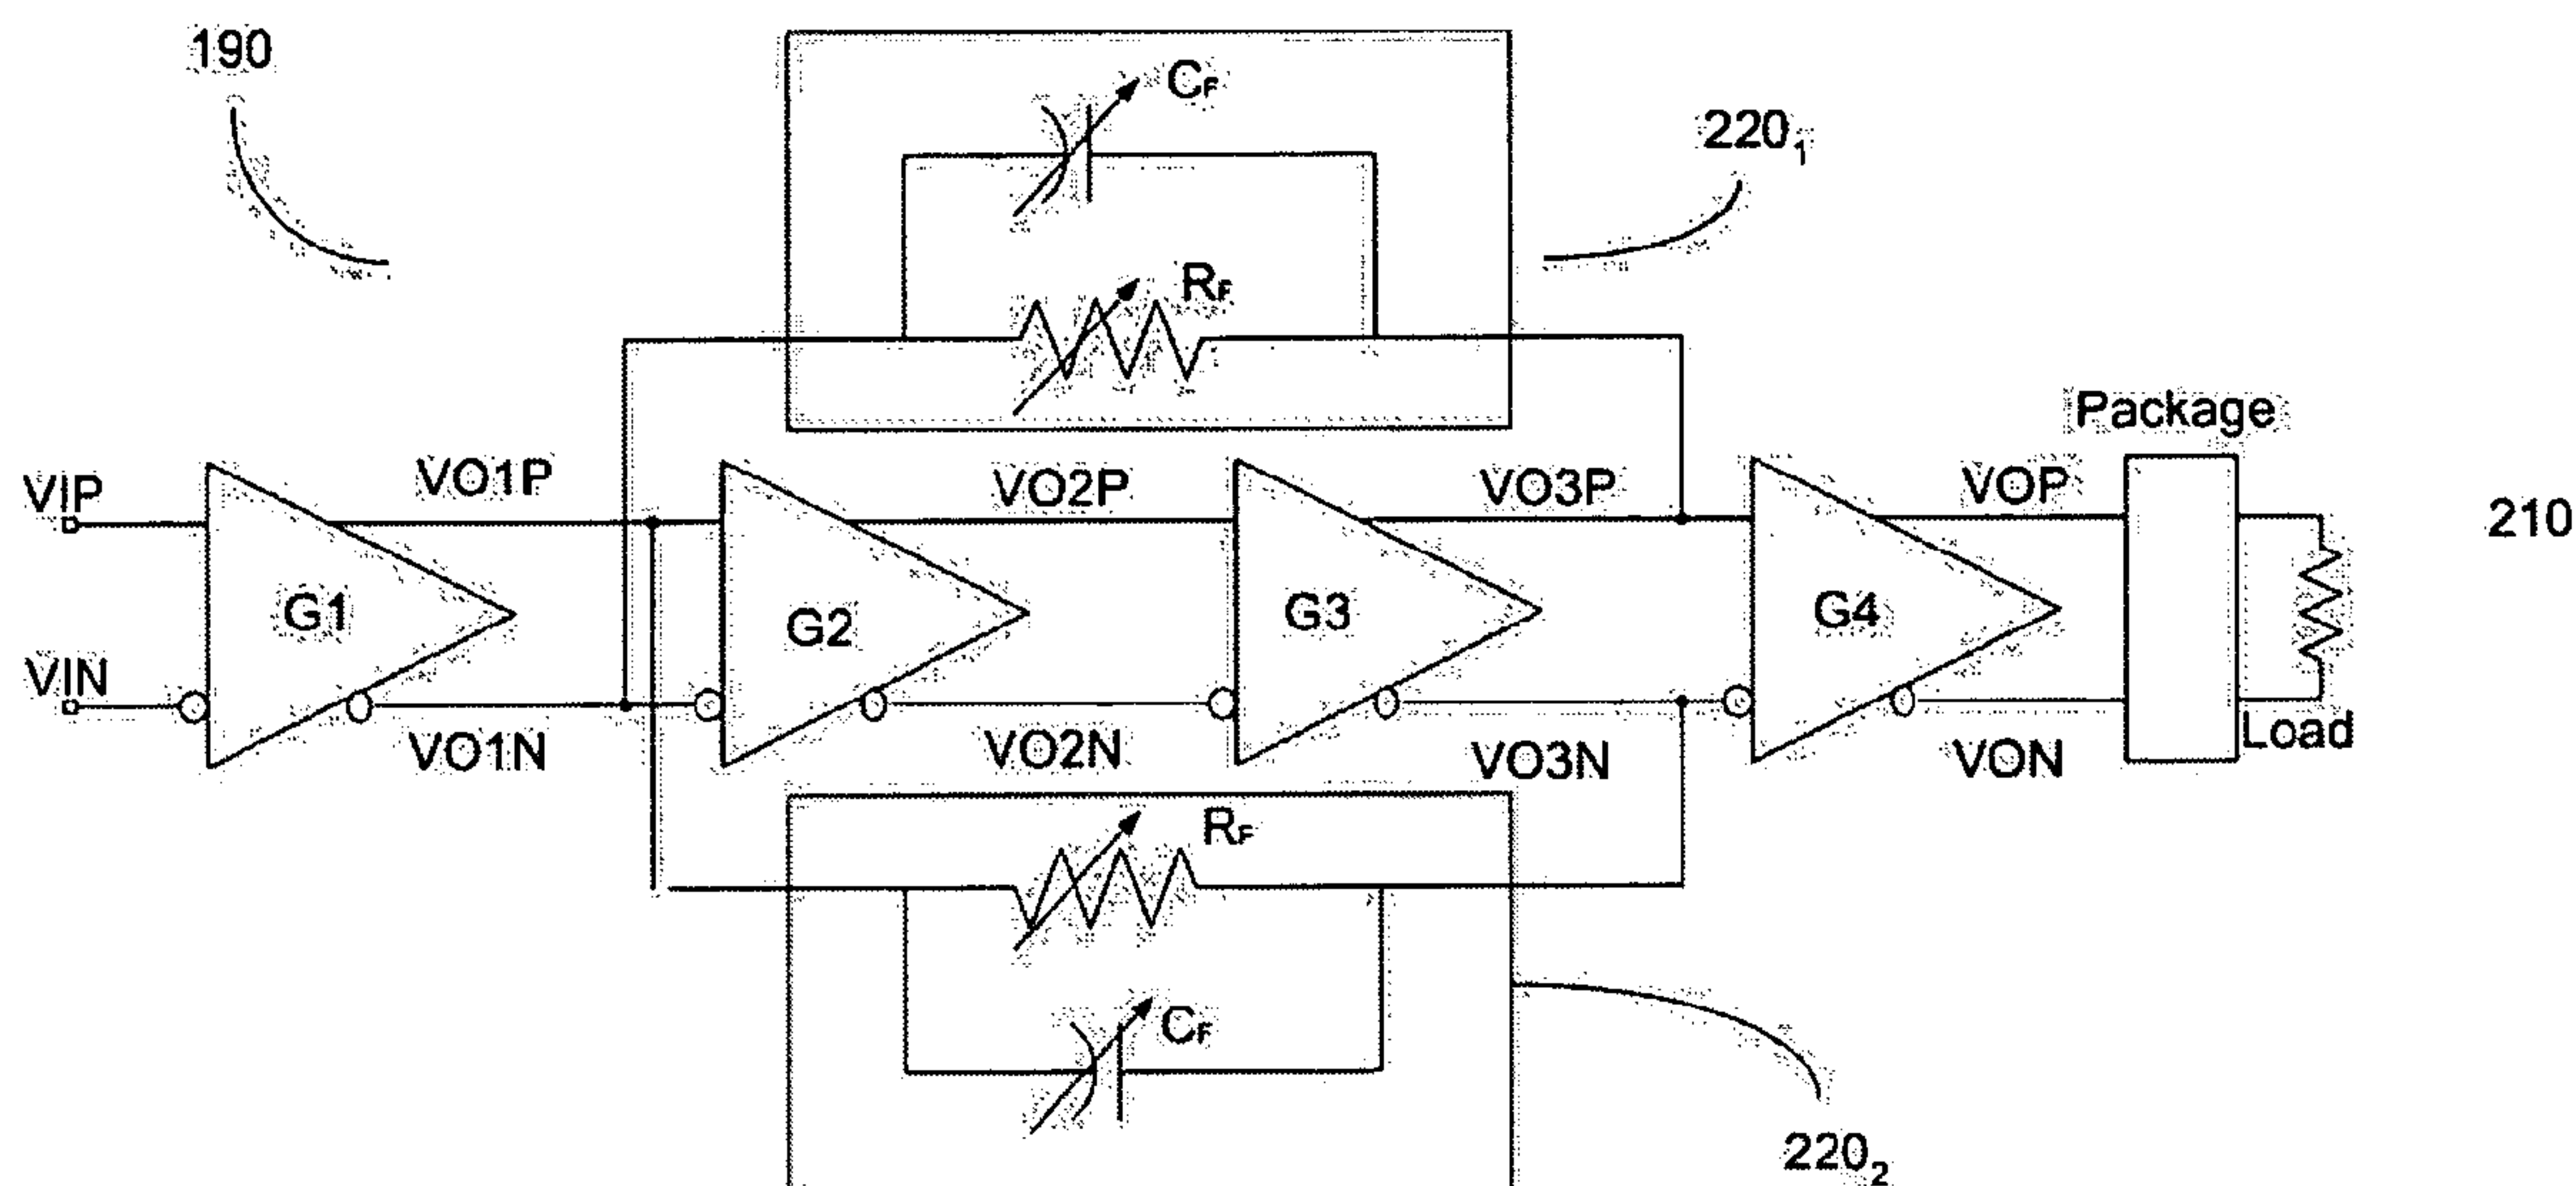 190
C_F
220_1
R_F
Package
VIP
VO1P
VO2P
VO3P
VOP
210
G1
G2
G3
G4
VIN
VO1N
VO2N
VO3N
VON
Load
R_F
C_F
220_2